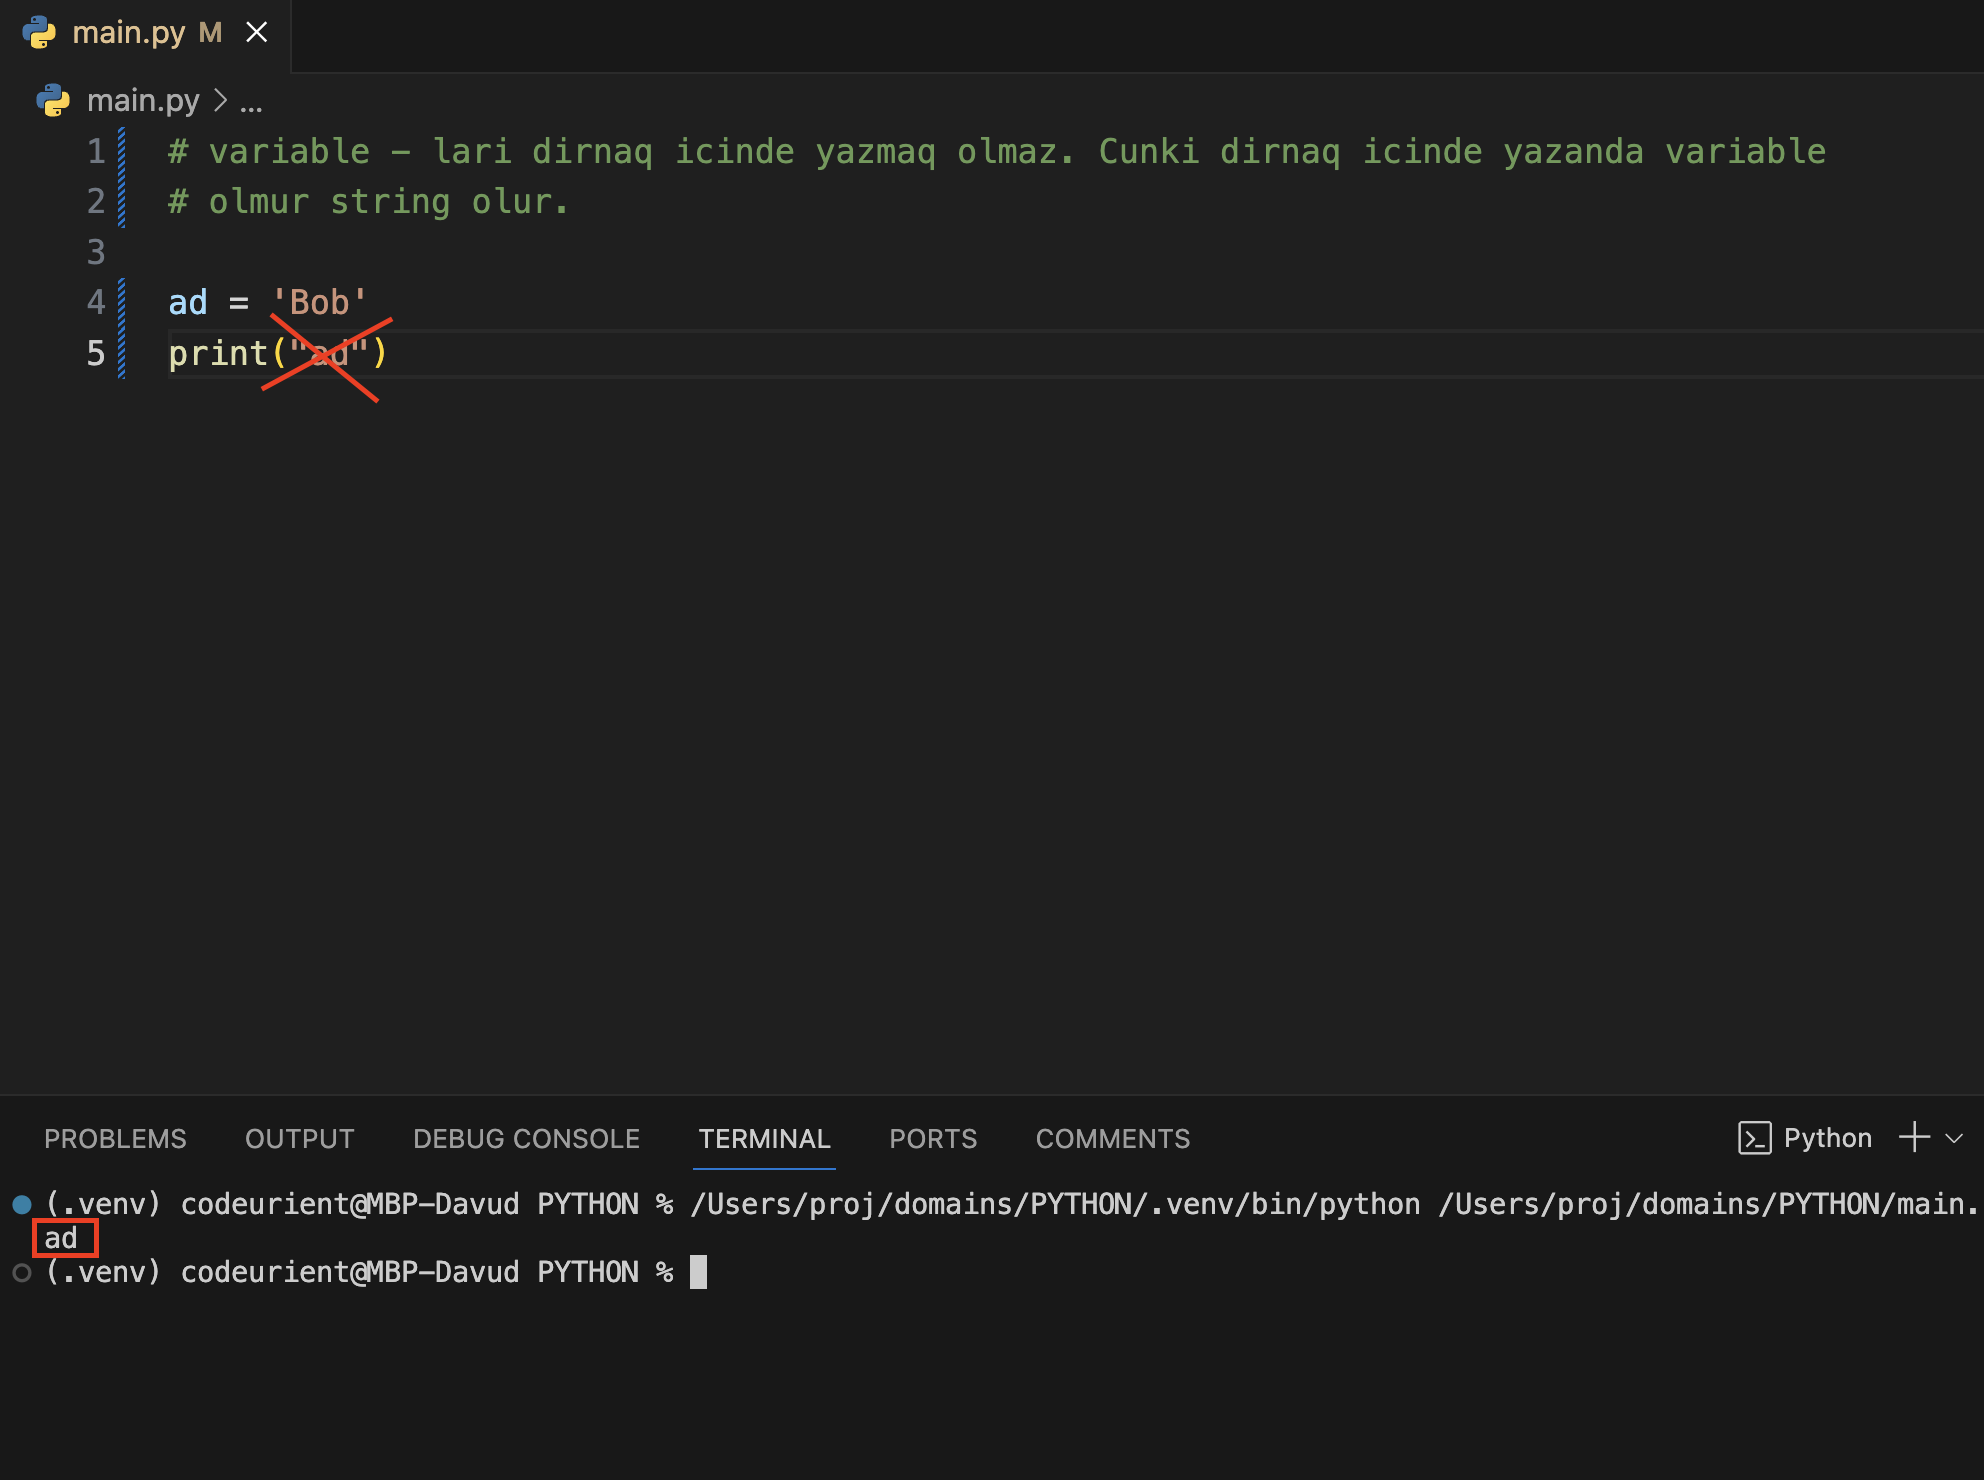 main.py M
main.py > ...
1 # variable - lari dirnaq icinde yazmaq olmaz. Cunki dirnaq icinde yazanda variable
2 # olmur string olur.
3
4 ad = 'Bob'
5 print("ad")
PROBLEMS OUTPUT DEBUG CONSOLE TERMINAL PORTS COMMENTS Python
(.venv) codeurient@MBP-Davud PYTHON % /Users/proj/domains/PYTHON/.venv/bin/python /Users/proj/domains/PYTHON/main.
ad
(.venv) codeurient@MBP-Davud PYTHON %